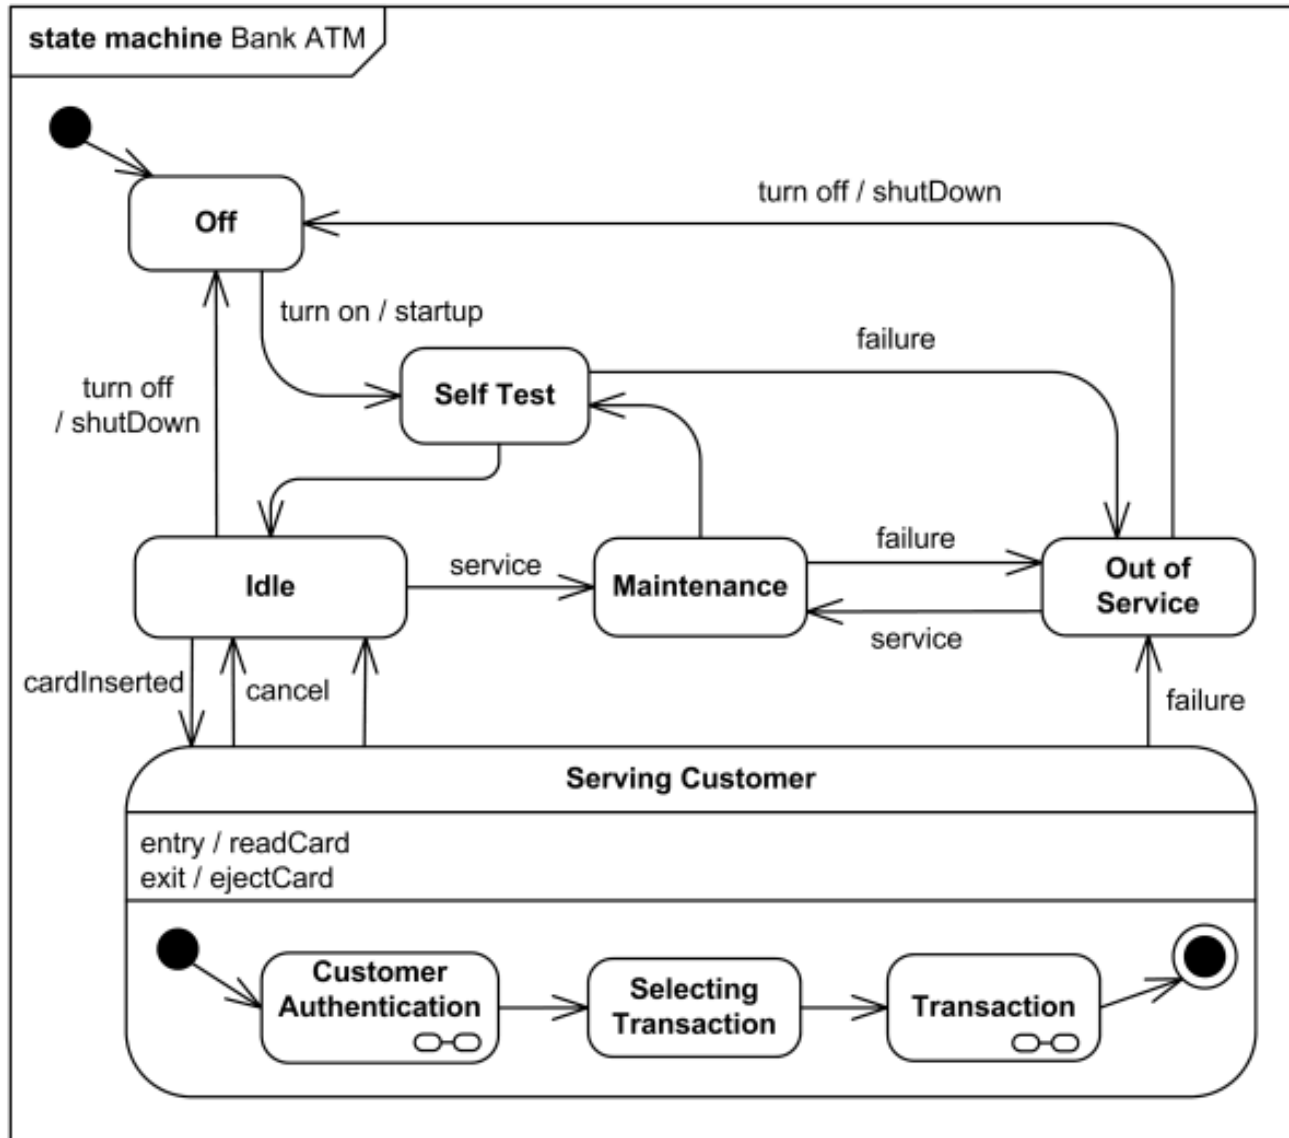 state machine Bank ATM
Off
turn off / shutDown
turn on / startup
failure
turn off
/ shutDown
Self Test
Idle
service
Maintenance
failure
Out of
Service
service
cardInserted
cancel
failure
Serving Customer
entry / readCard
exit / ejectCard
Customer
Authentication
Selecting
Transaction
Transaction